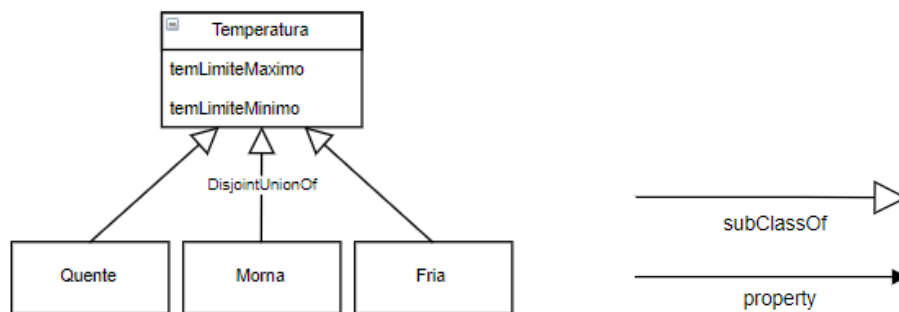 Temperatura
temLimiteMaximo
temLimiteMinimo
DisjointUnionOf
Quente
Morna
Fria
subClassOf
property